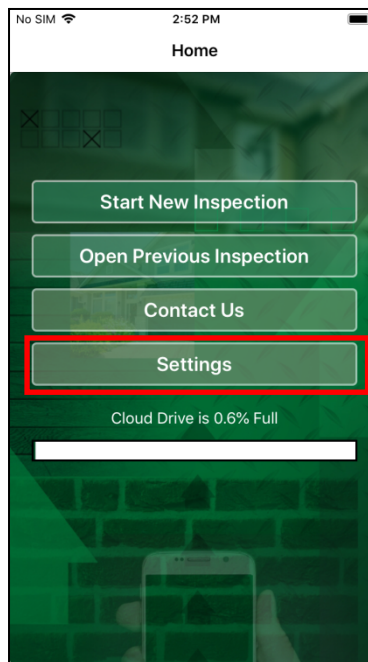 No SIM 2:52 PM
Home
Start New Inspection
Open Previous Inspection
Contact Us
Settings
Cloud Drive is 0.6% Full